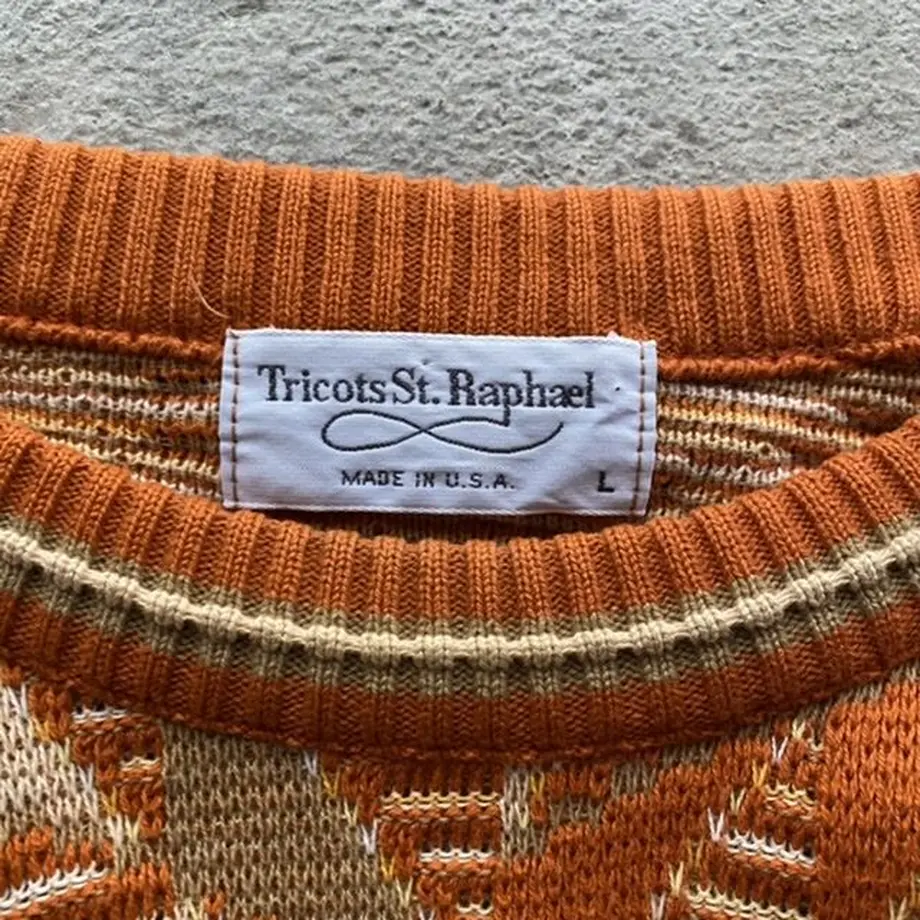 Tricots St. Raphael
MADE IN U.S.A.
L